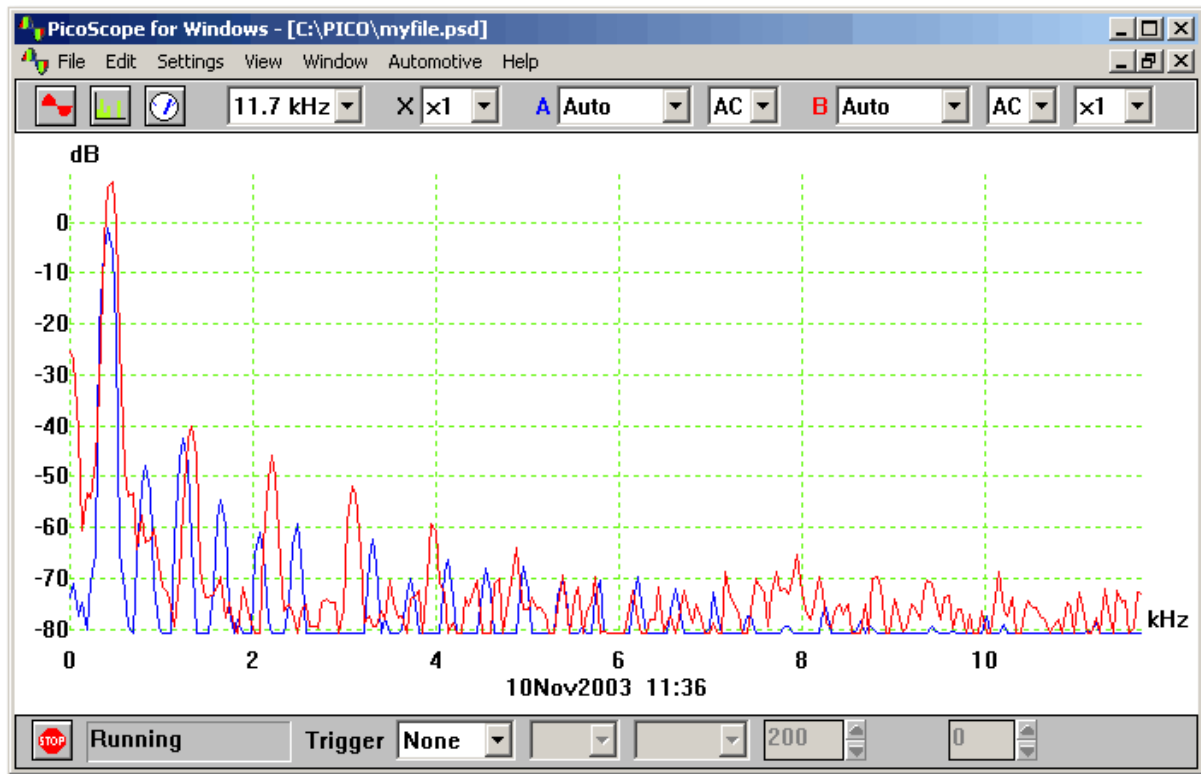 PicoScope for Windows - [C:\PICO\myfile.psd]
File Edit Settings View Window Automotive Help
11.7 kHz X ×1 A Auto AC B Auto AC ×1
dB
0
-10
-20
-30
-40
-50
-60
-70
-80
kHz
0 2 4 6 8 10
10Nov2003 11:36
STOP Running Trigger None 200 0